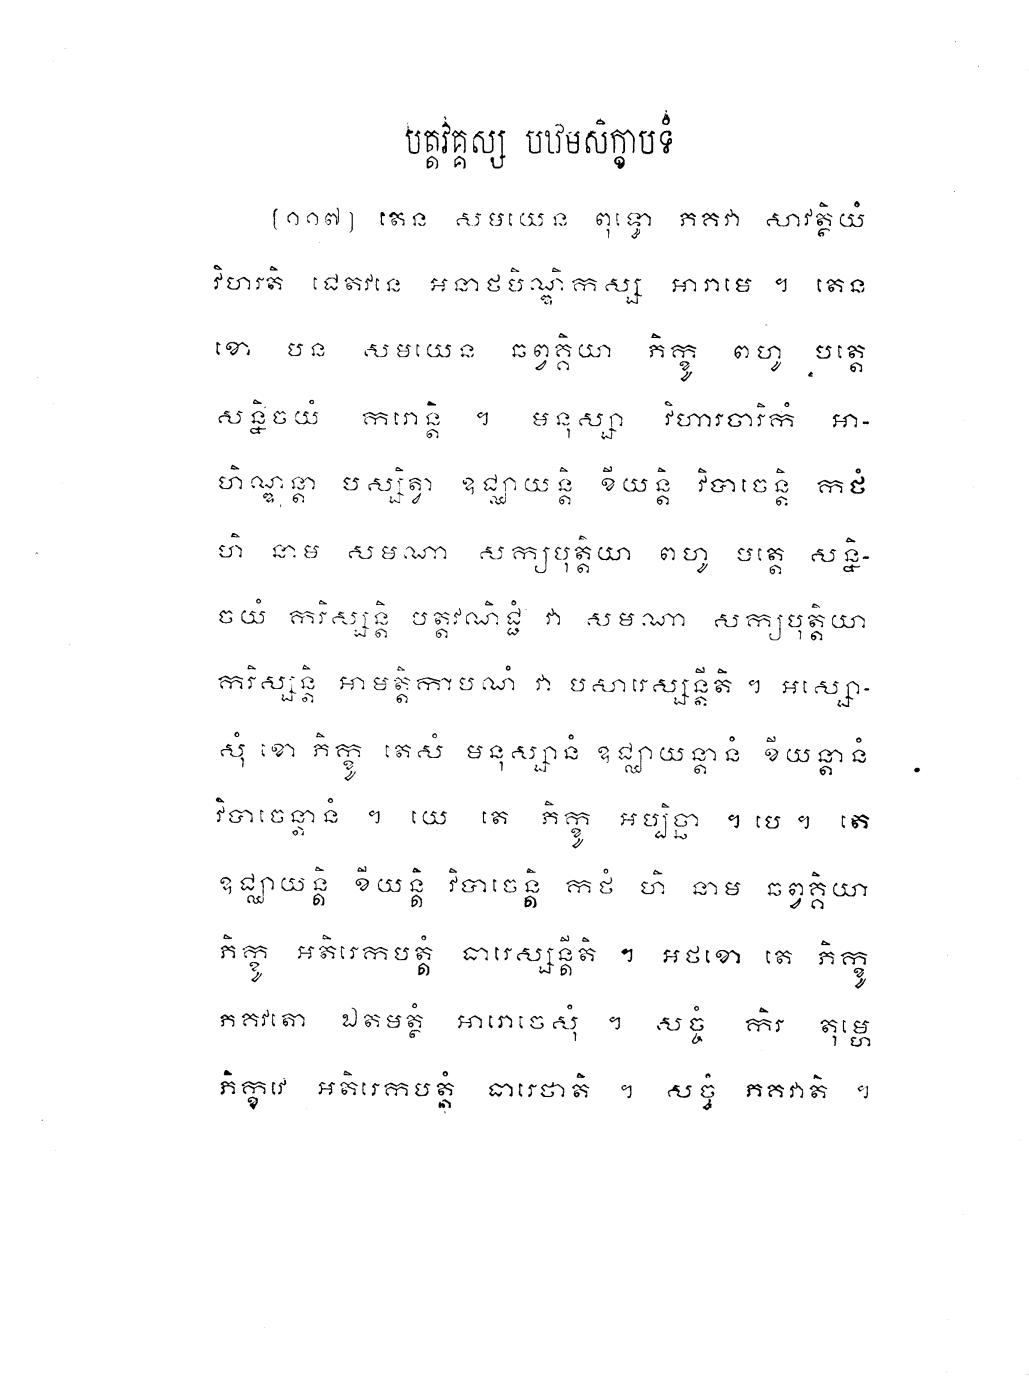 បត្តវគ្គស្ស បឋមសិក្ខាបទំ
(១១៧) តេន សមយេន ពុទ្ធោ ភគវា សាវត្ថិយំ
វិហរតិ ជេតវនេ អនាថបិណ្ឌិកស្ស អារាមេ ។ តេន
ខោ បន សមយេន ឆព្វគ្គិយា ភិក្ខូ ពហូ បត្តេ
សន្និចយំ ករោន្តិ ។ មនុស្សា វិហារចារិកំ អា-
ហិណ្ឌន្តា បស្សិត្វា ឧជ្ឈាយន្តិ ខីយន្តិ វិបាចេន្តិ កថំ
ហិ នាម សមណា សក្យបុត្តិយា ពហូ បត្តេ សន្និ-
ចយំ ករិស្សន្តិ បត្តវណិជ្ជំ វា សមណា សក្យបុត្តិយា
ករិស្សន្តិ អាមត្តិកាបណំ វា បសារេស្សន្តីតិ ។ អស្សោ-
សុំ ខោ ភិក្ខូ តេសំ មនុស្សានំ ឧជ្ឈាយន្តានំ ខីយន្តានំ
វិបាចេន្តានំ ។ យេ តេ ភិក្ខូ អប្បិច្ឆា ។ បេ ។ តេ
ឧជ្ឈាយន្តិ ខីយន្តិ វិបាចេន្តិ កថំ ហិ នាម ឆព្វគ្គិយា
ភិក្ខូ អតិរេកបត្តំ ធារេស្សន្តីតិ ។ អថខោ តេ ភិក្ខូ
ភគវតោ ឯតមត្ថំ អារោចេសុំ ។ សច្ចំ កិរ តុម្ហេ
ភិក្ខវេ អតិរេកបត្តំ ធារេថាតិ ។ សច្ចំ ភគវាតិ ។